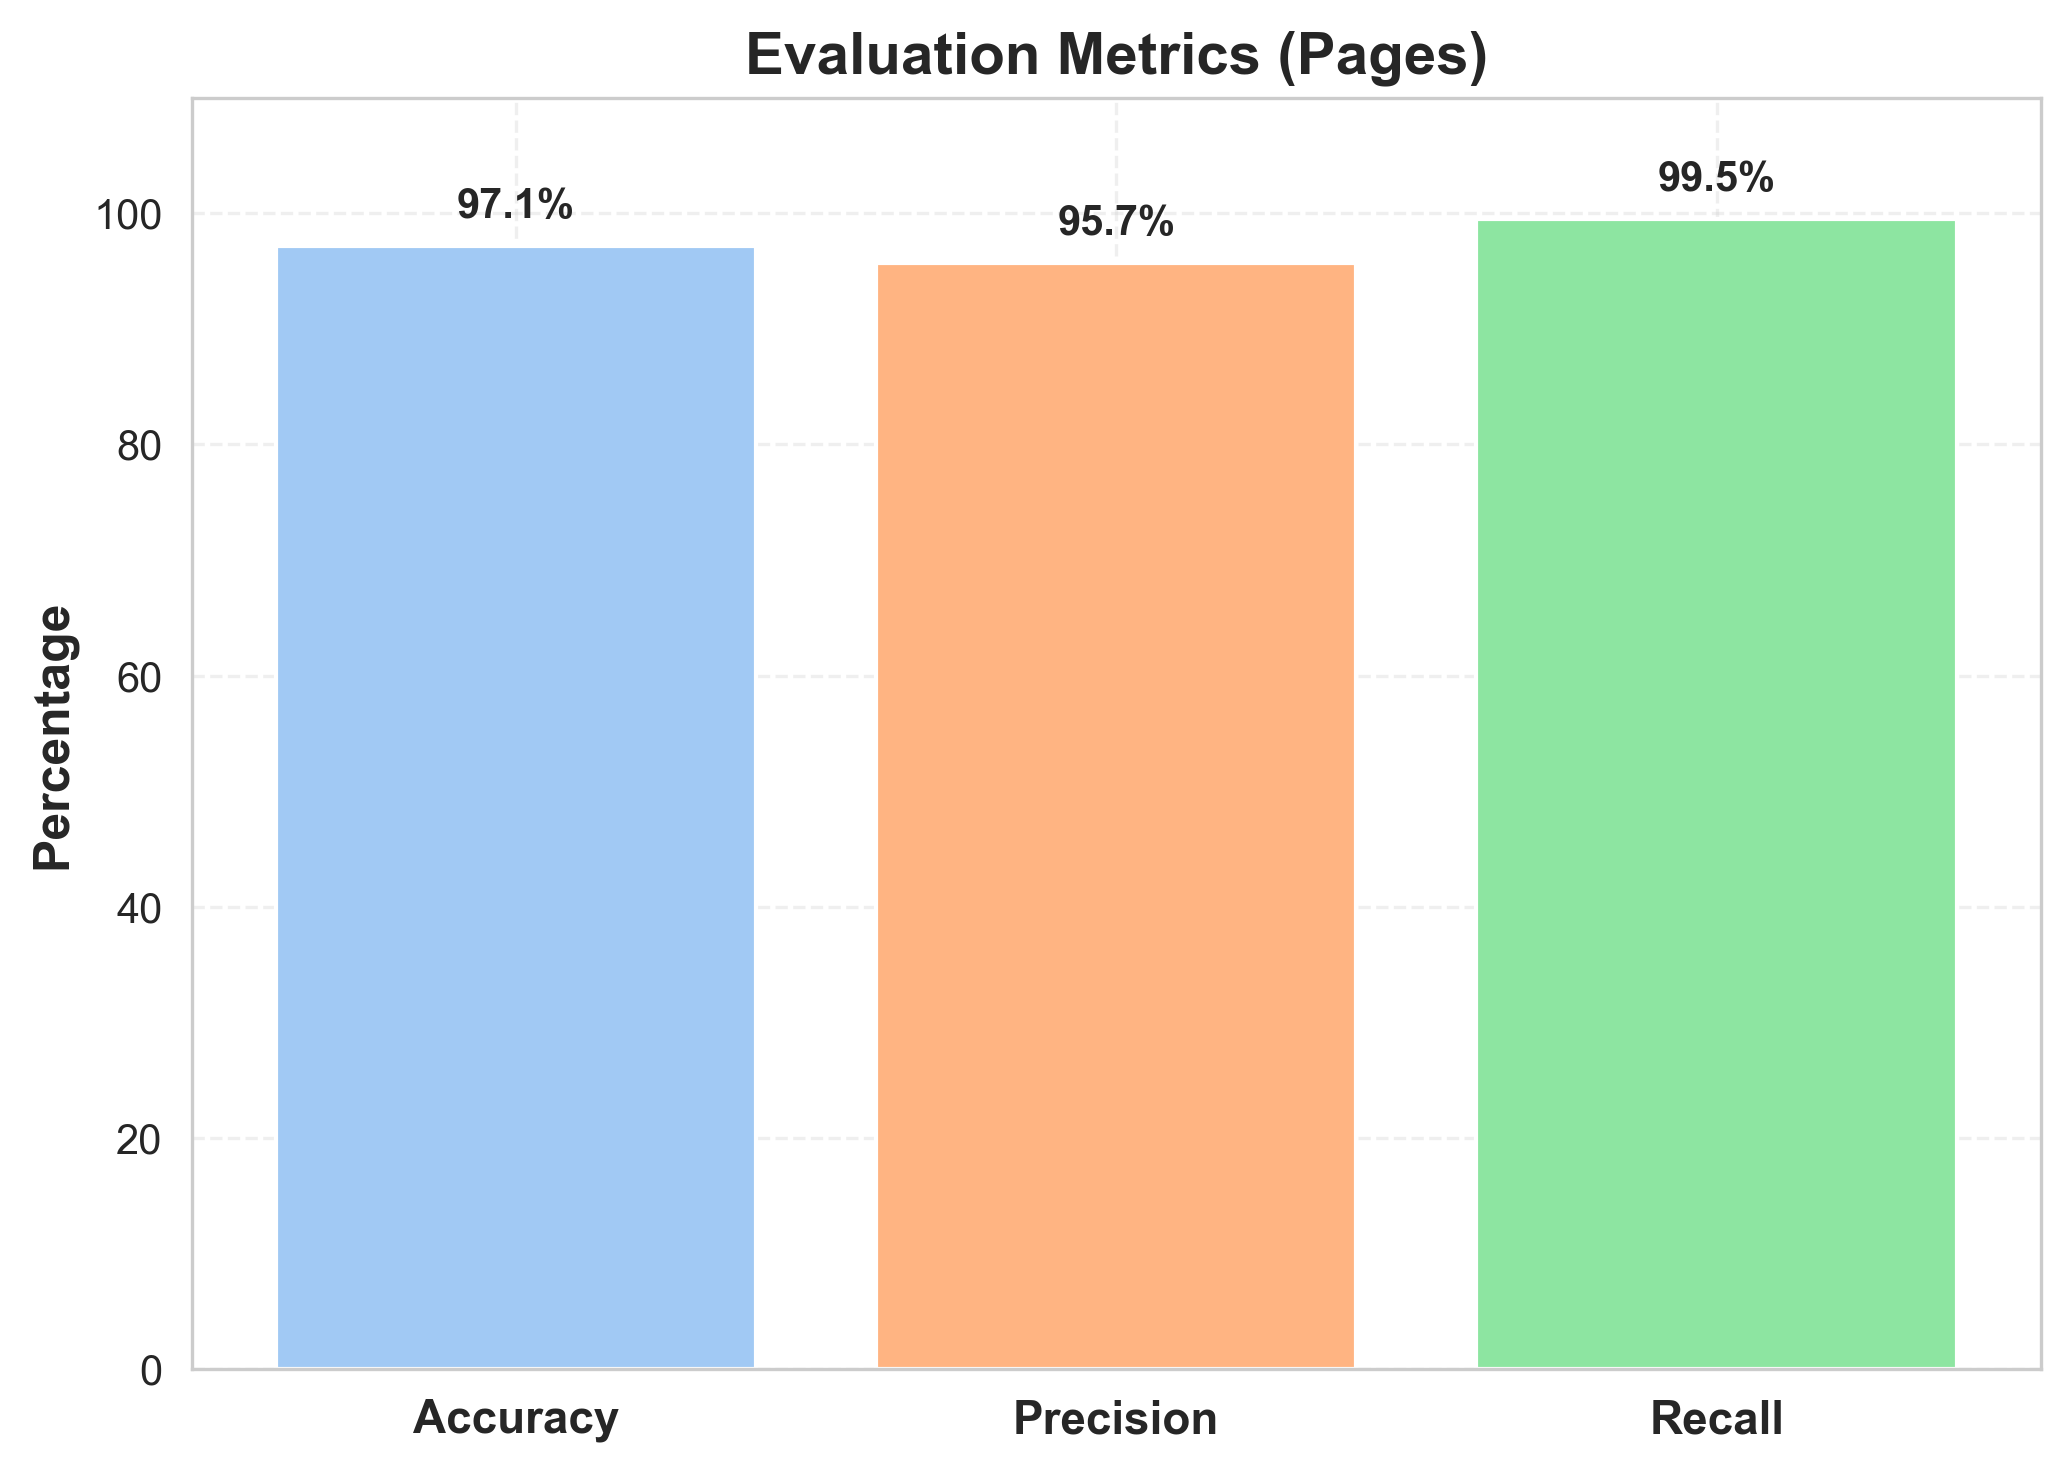 Evaluation Metrics (Pages)
Percentage
100
80
60
40
20
0
97.1%
95.7%
99.5%
Accuracy
Precision
Recall